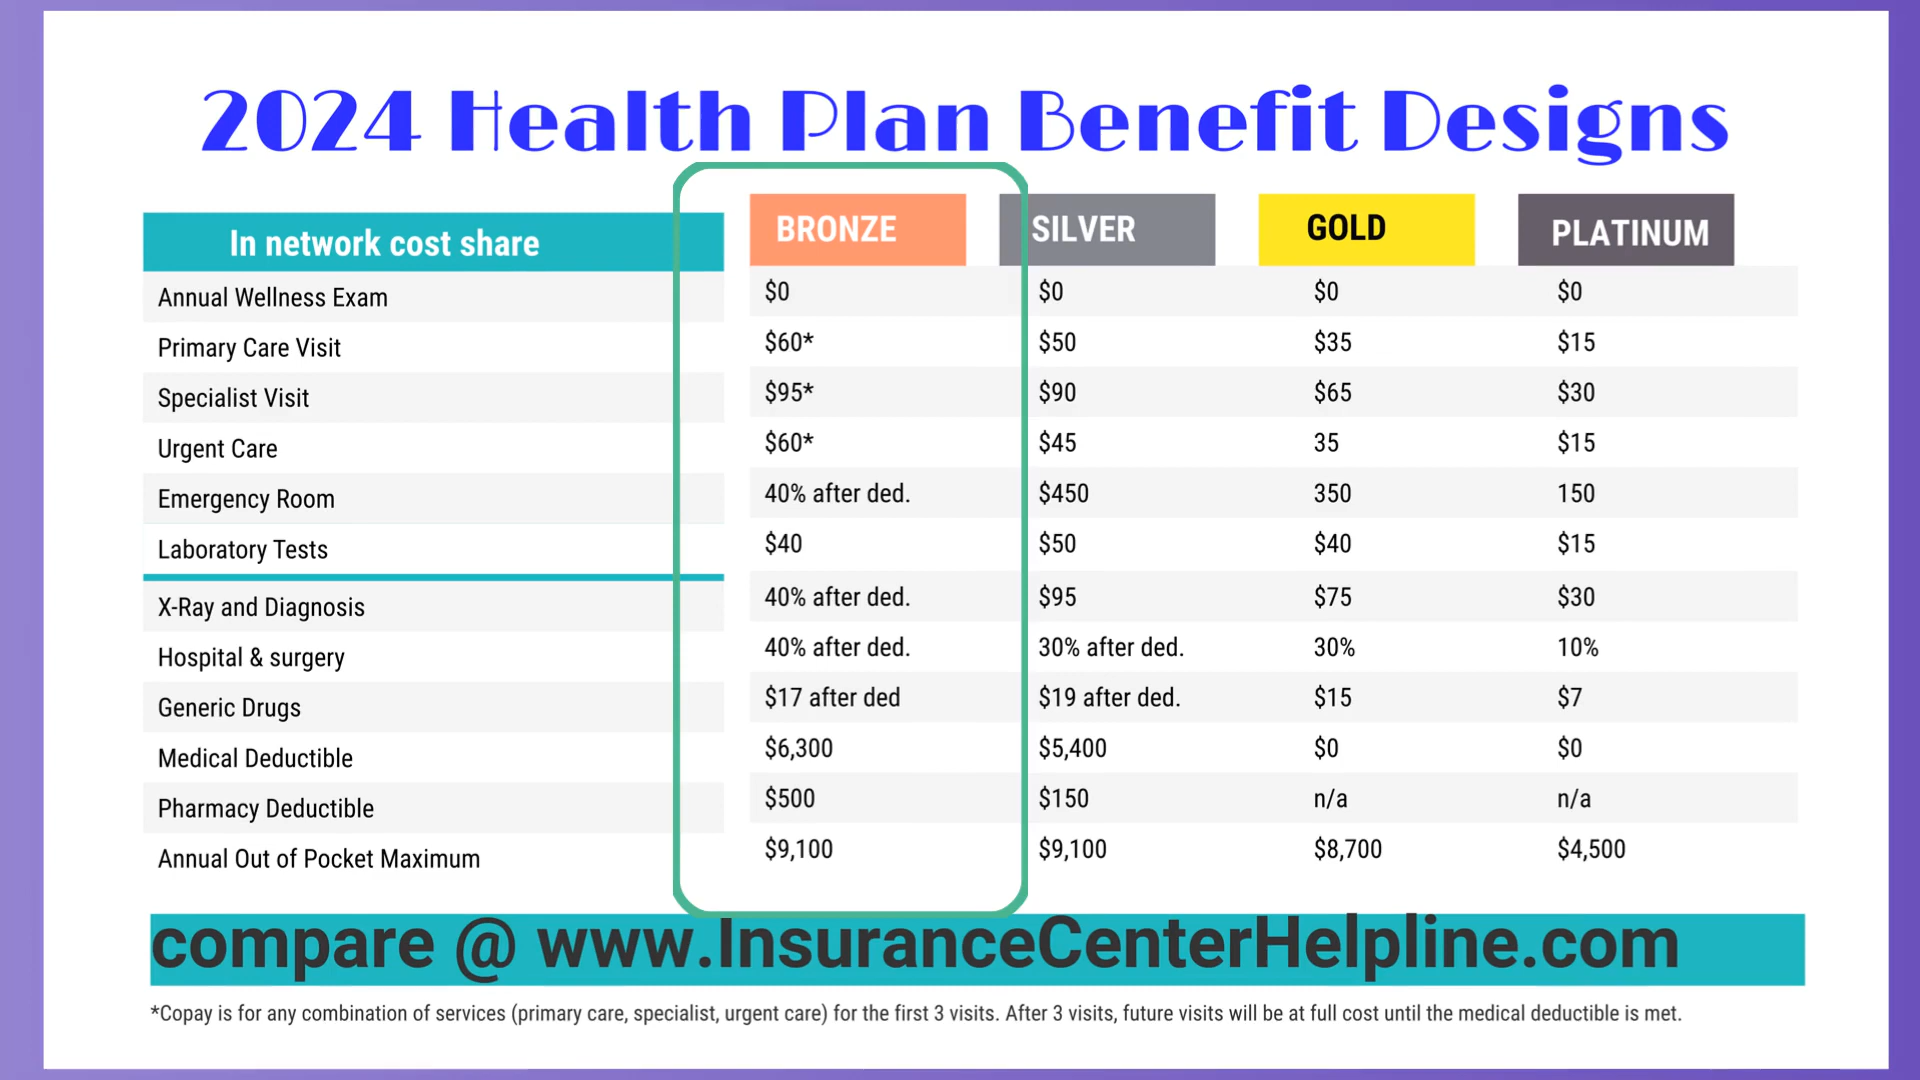 2024 Health Plan Benefit Designs
In network cost share BRONZE SILVER GOLD PLATINUM
Annual Wellness Exam $0 $0 $0 $0
Primary Care Visit $60* $50 $35 $15
Specialist Visit $95* $90 $65 $30
Urgent Care $60* $45 35 $15
Emergency Room 40% after ded. $450 350 150
Laboratory Tests $40 $50 $40 $15
X-Ray and Diagnosis 40% after ded. $95 $75 $30
Hospital & surgery 40% after ded. 30% after ded. 30% 10%
Generic Drugs $17 after ded $19 after ded. $15 $7
Medical Deductible $6,300 $5,400 $0 $0
Pharmacy Deductible $500 $150 n/a n/a
Annual Out of Pocket Maximum $9,100 $9,100 $8,700 $4,500
compare @ www.InsuranceCenterHelpline.com
*Copay is for any combination of services (primary care, specialist, urgent care) for the first 3 visits. After 3 visits, future visits will be at full cost until the medical deductible is met.